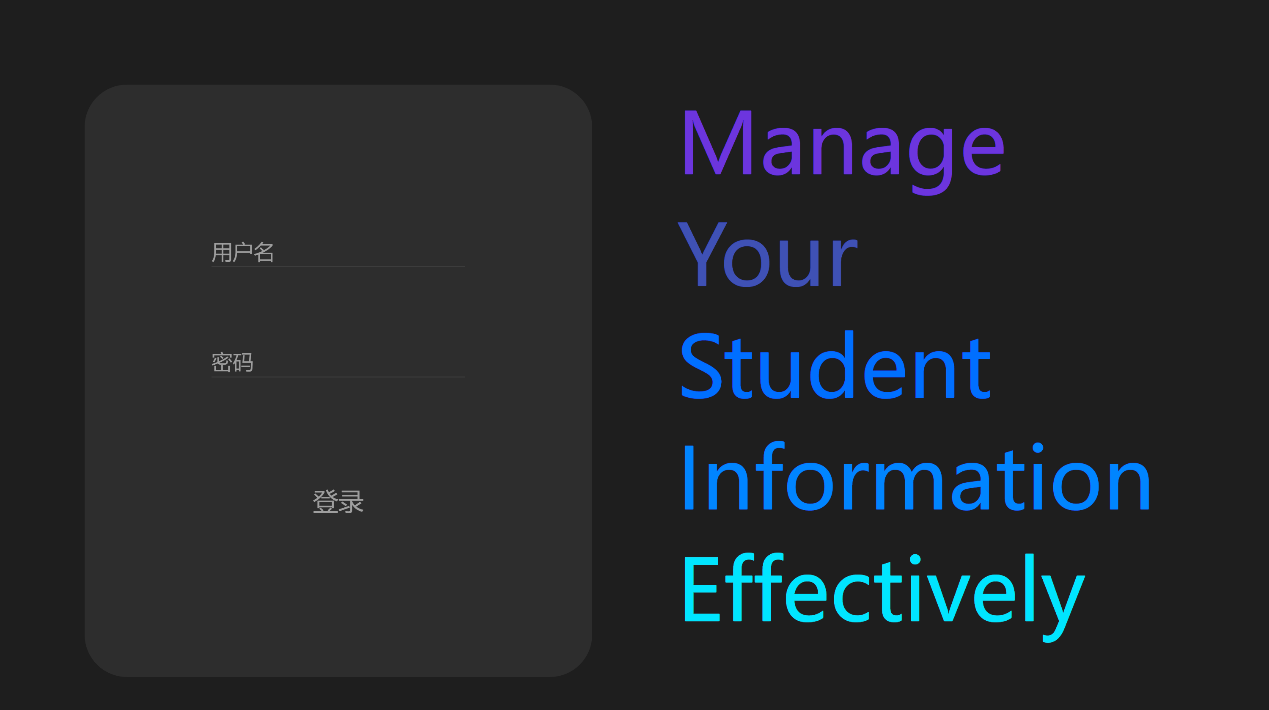 用户名
密码
登录
Manage
Your
Student
Information
Effectively